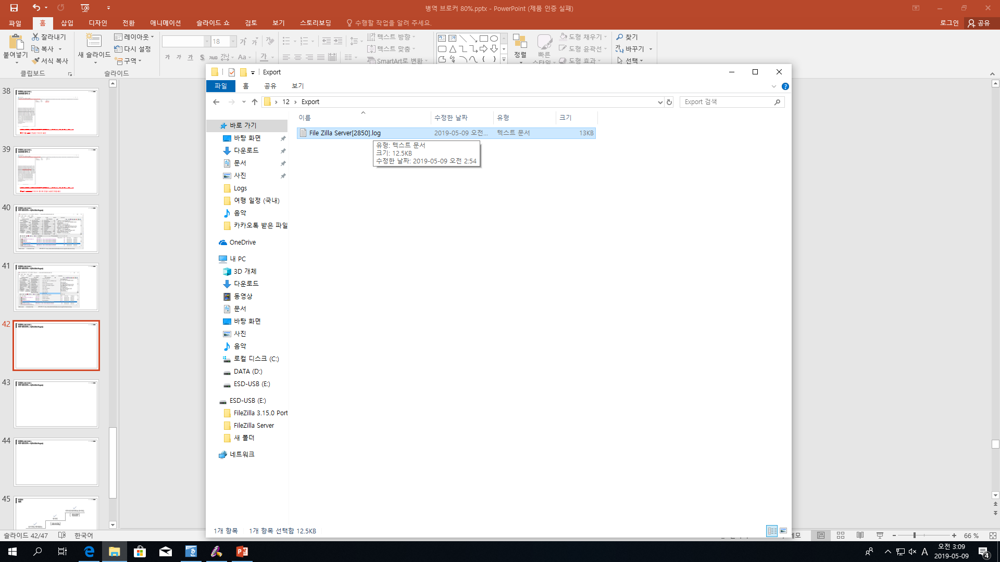 병역 브로커 80%.pptx - PowerPoint (제품 인증 실패)
파일 홈 삽입 디자인 전환 애니메이션 슬라이드 쇼 검토 보기 스토리보딩 수행할 작업을 알려 주세요. 로그인 공유
붙여넣기
잘라내기
복사
서식 복사
클립보드
새 슬라이드
레이아웃
다시 설정
구역
슬라이드
18
가 가 가 S 가나 가간 Aa 가
텍스트 방향
텍스트 맞춤
SmartArt로 변환
정렬
빠른
스타일
도형 채우기
도형 윤곽선
도형 효과
찾기
바꾸기
선택
38
39
40
41
42
43
44
45
Export
파일 홈 공유 보기
12 Export
Export 검색
이름 수정한 날짜 유형 크기
File Zilla Server[2850].log 2019-05-09 오전... 텍스트 문서 13KB
유형: 텍스트 문서
크기: 12.5KB
수정한 날짜: 2019-05-09 오전 2:54
바로 가기
바탕 화면
다운로드
문서
사진
Logs
여행 일정 (국내)
음악
카카오톡 받은 파일
OneDrive
내 PC
3D 개체
다운로드
동영상
문서
바탕 화면
사진
음악
로컬 디스크 (C:)
DATA (D:)
ESD-USB (E:)
ESD-USB (E:)
FileZilla 3.15.0 Port
FileZilla Server
새 폴더
네트워크
1개 항목 1개 항목 선택함 12.5KB
슬라이드 42/47 한국어
메모
66 %
A
오전 3:09
2019-05-09
4